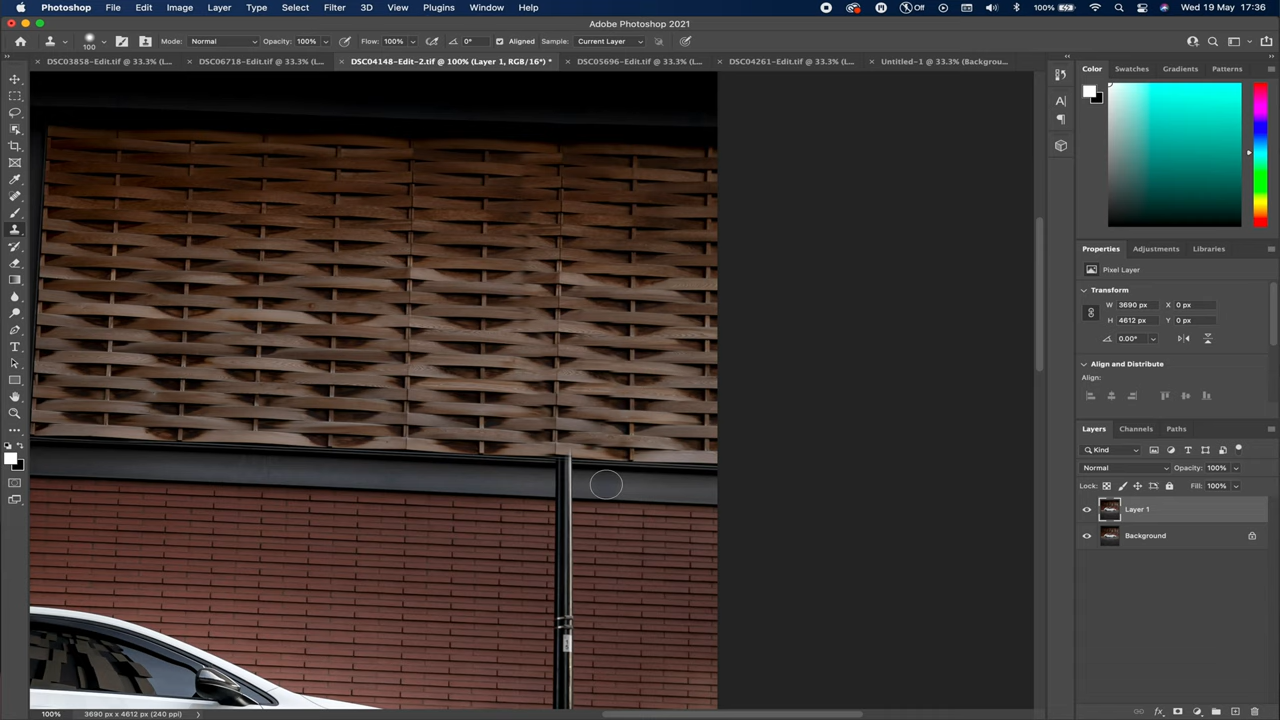 Photoshop File Edit Image Layer Type Select Filter 3D View Plugins Window Help Off 100% Wed 19 May 17:36
Adobe Photoshop 2021
100 Mode: Normal Opacity: 100% Flow: 100% 0° Aligned Sample: Current Layer
DSC03858-Edit.tif @ 33.3% (L... DSC06718-Edit.tif @ 33.3% (L... DSC04148-Edit-2.tif @ 100% (Layer 1, RGB/16*) * DSC05696-Edit.tif @ 33.3% (L... DSC04261-Edit.tif @ 33.3% (L... Untitled-1 @ 33.3% (Backgrou...
Color Swatches Gradients Patterns
Properties Adjustments Libraries
Pixel Layer
Transform
W 3690 px X 0 px
H 4612 px Y 0 px
0.00°
Align and Distribute
Align:
Layers Channels Paths
Kind
Normal Opacity: 100%
Lock: Fill: 100%
Layer 1
Background
100% 3690 px x 4612 px (240 ppi)